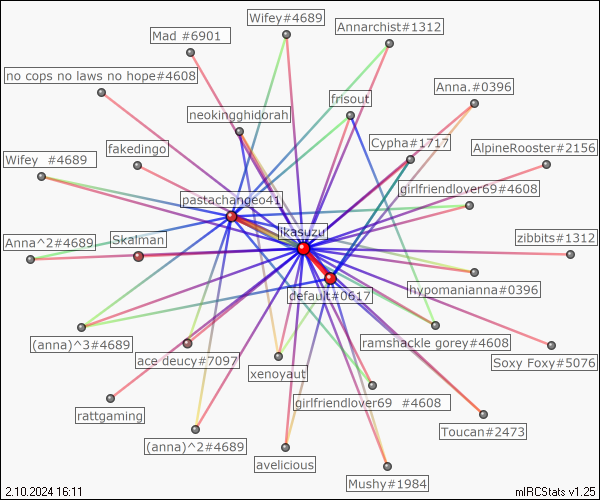 Wifey#4689
Annarchist#1312
Mad #6901
no cops no laws no hope#4608
Anna.#0396
frisout
neokingghidorah
Cypha#1717
fakedingo
AlpineRooster#2156
Wifey  #4689
girlfriendlover69#4608
pastachangeo41
jkasuzu
Anna^2#4689
Skalman
zibbits#1312
default#0617
hypomanianna#0396
(anna)^3#4689
ramshackle gorey#4608
ace deucy#7097
Soxy Foxy#5076
xenoyaut
girlfriendlover69  #4608
rattgaming
Toucan#2473
(anna)^2#4689
avelicious
Mushy#1984
2.10.2024 16:11
mIRCStats v1.25